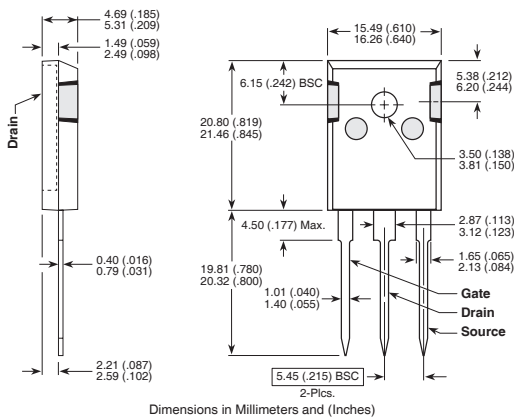 4.69 (.185)
5.31 (.209)
1.49 (.059)
2.49 (.098)
Drain
0.40 (.016)
0.79 (.031)
2.21 (.087)
2.59 (.102)
15.49 (.610)
16.26 (.640)
6.15 (.242) BSC
5.38 (.212)
6.20 (.244)
20.80 (.819)
21.46 (.845)
3.50 (.138)
3.81 (.150)
4.50 (.177) Max.
2.87 (.113)
3.12 (.123)
19.81 (.780)
20.32 (.800)
1.65 (.065)
2.13 (.084)
1.01 (.040)
1.40 (.055)
Gate
Drain
Source
5.45 (.215) BSC
2-Plcs.
Dimensions in Millimeters and (Inches)